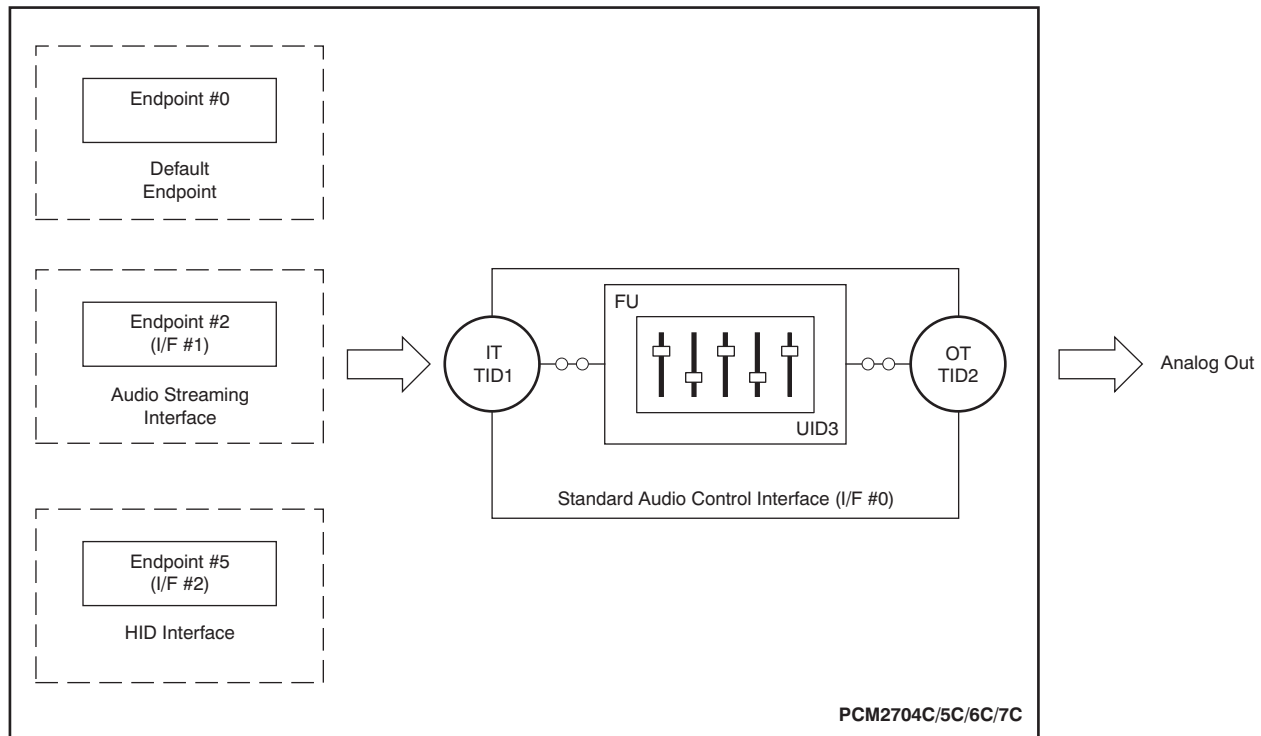 Endpoint #0
Default
Endpoint
Endpoint #2
(I/F #1)
Audio Streaming
Interface
Endpoint #5
(I/F #2)
HID Interface
IT
TID1
FU
UID3
OT
TID2
Standard Audio Control Interface (I/F #0)
Analog Out
PCM2704C/5C/6C/7C